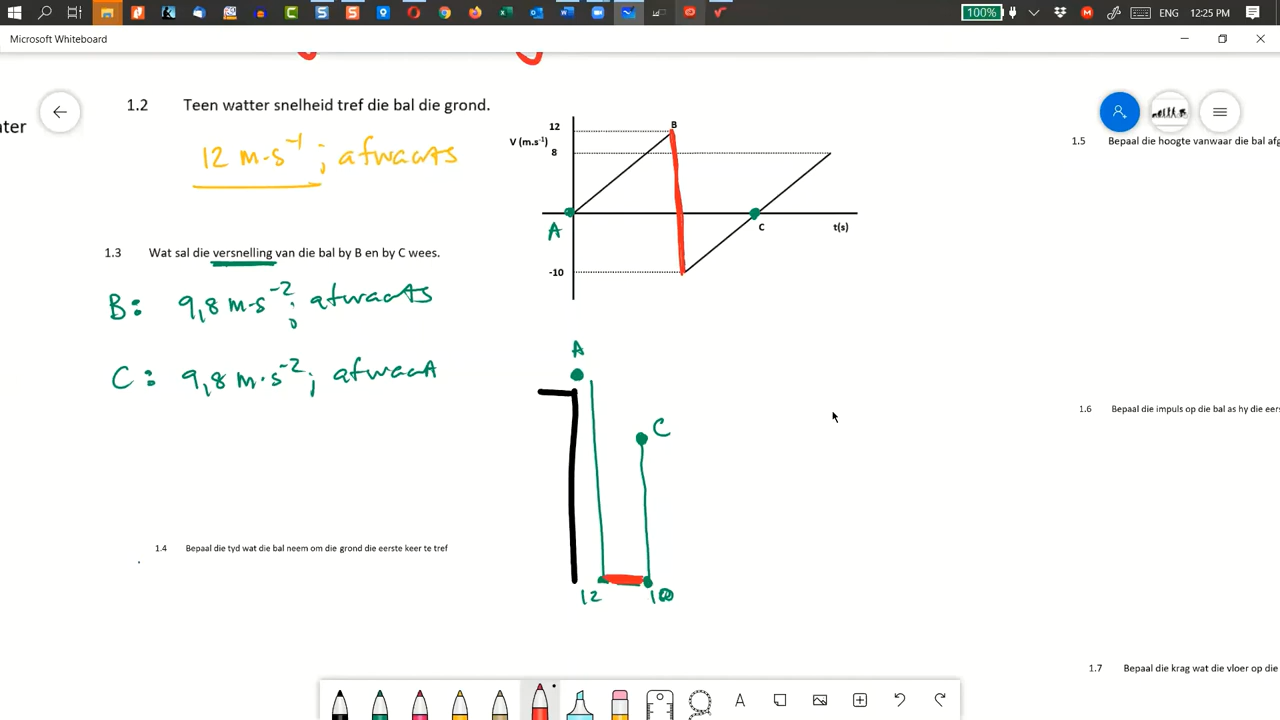 100%
ENG
12:25 PM
Microsoft Whiteboard
ater
1.2 Teen watter snelheid tref die bal die grond.
12 m·s⁻¹ ; afwaarts
12
B
V (m.s⁻¹)
8
A
C
t(s)
-10
1.3 Wat sal die versnelling van die bal by B en by C wees.
B: 9,8 m·s⁻²; afwaarts
C: 9,8 m·s⁻²; afwaart
A
C
1.4 Bepaal die tyd wat die bal neem om die grond die eerste keer te tref
12
1.5 Bepaal die hoogte vanwaar die bal afg
1.6 Bepaal die impuls op die bal as hy die eers
1.7 Bepaal die krag wat die vloer op die